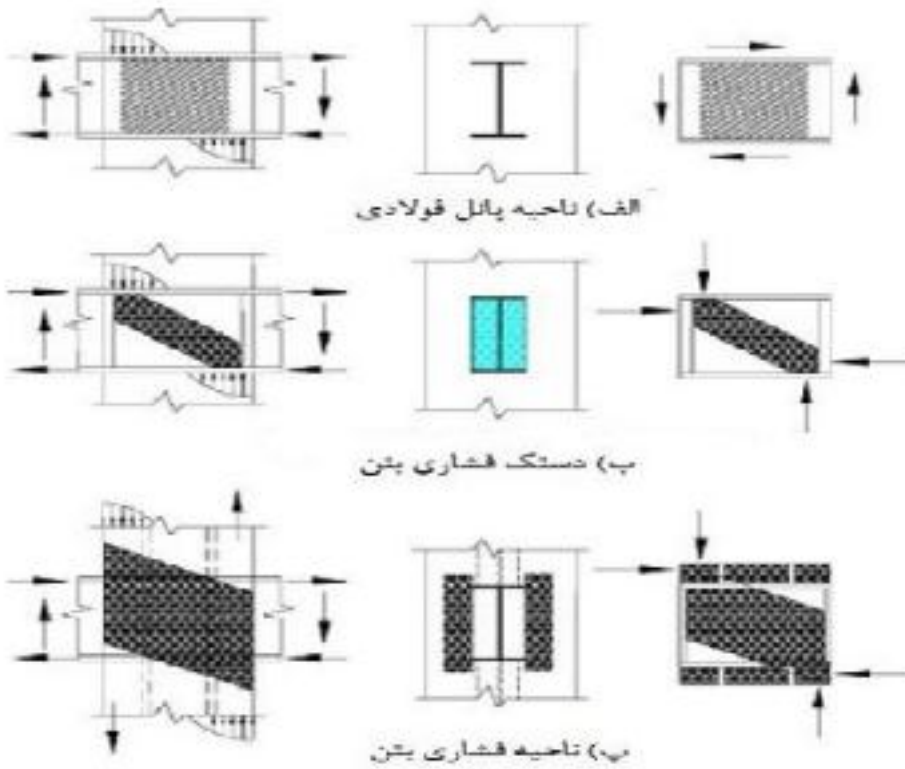 الف) ناحیه پانل فولادی
ب) دستک فشاری بتن
پ) ناحیه فشاری بتن